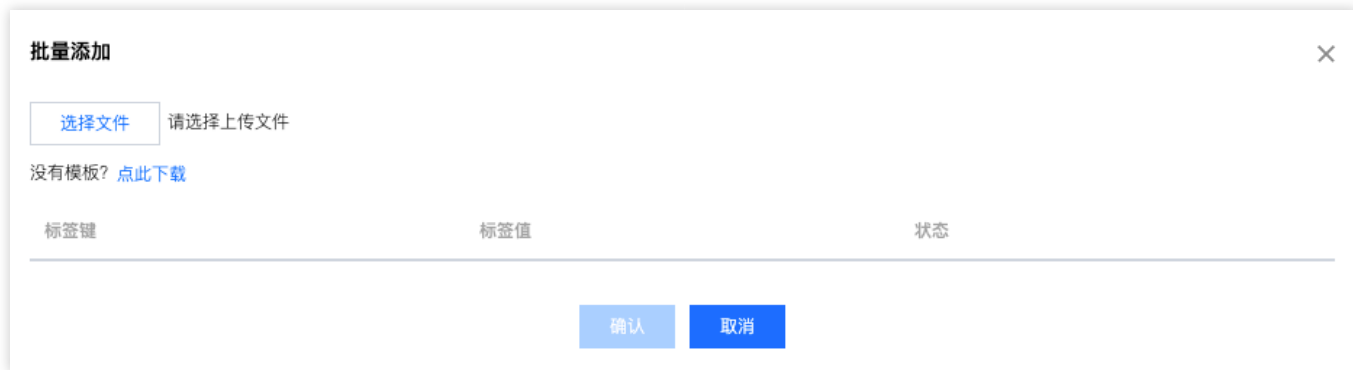 批量添加
选择文件 请选择上传文件
没有模板? 点此下载
标签键 标签值 状态
确认 取消